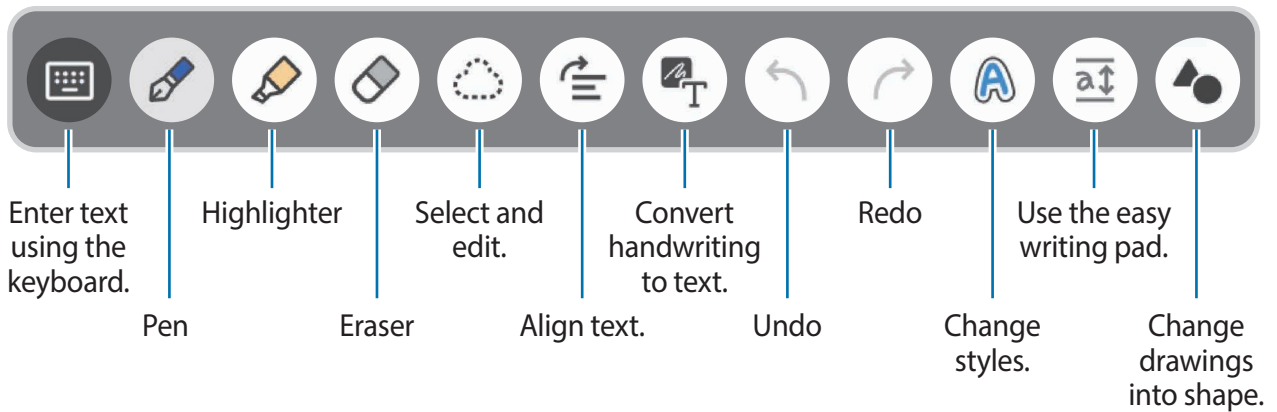 Enter text
using the
keyboard.
Pen
Highlighter
Eraser
Select and
edit.
Align text.
Convert
handwriting
to text.
Undo
Redo
Change
styles.
Use the easy
writing pad.
Change
drawings
into shape.